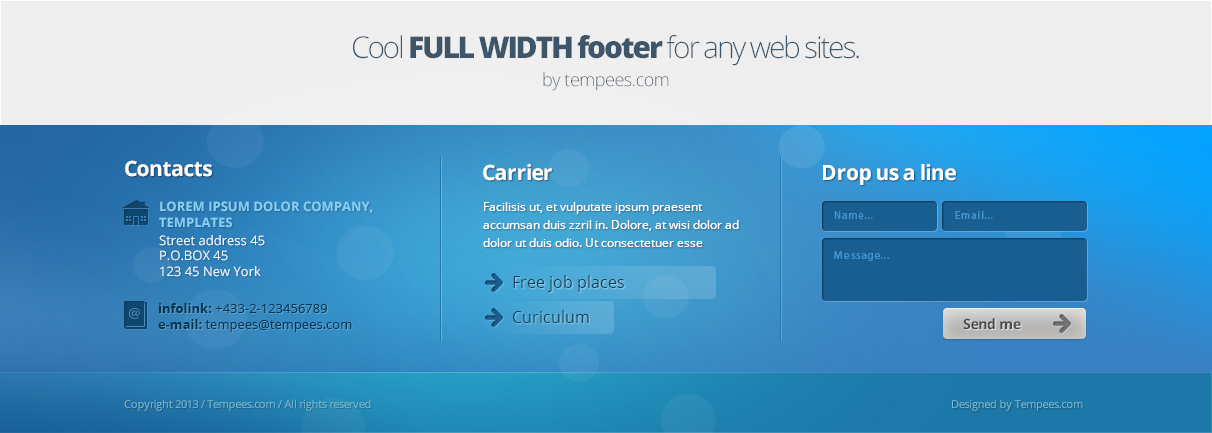 Cool FULL WIDTH footer for any web sites.
by tempees.com
Contacts
LOREM IPSUM DOLOR COMPANY,
TEMPLATES
Street address 45
P.O.BOX 45
123 45 New York
@
infolink: +433-2-123456789
e-mail: tempees@tempees.com
Carrier
Facilisis ut, et vulputate ipsum praesent
accumsan duis zzril in. Dolore, at wisi dolor ad
dolor ut duis odio. Ut consectetuer esse
Free job places
Curiculum
Drop us a line
Name...
Email...
Message...
Send me
Copyright 2013 / Tempees.com / All rights reserved
Designed by Tempees.com